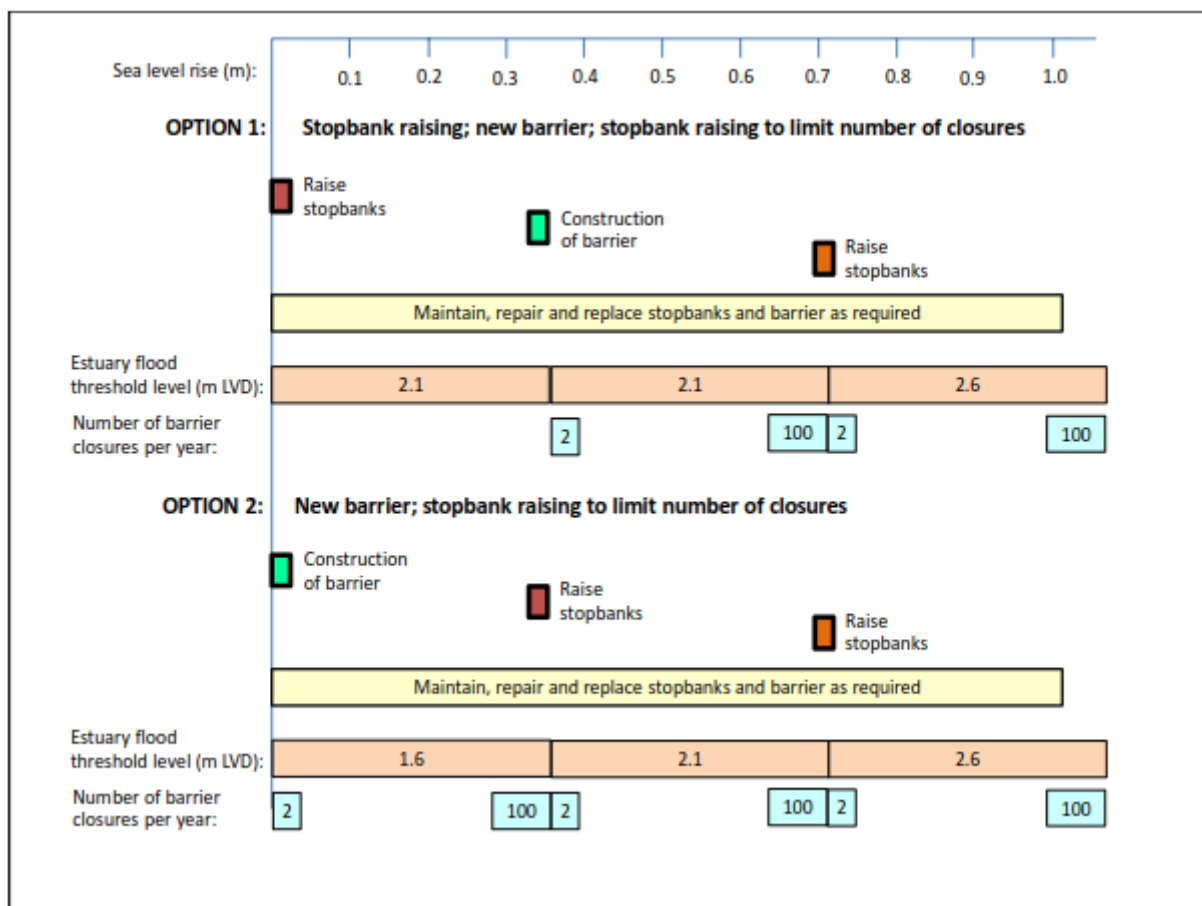 Sea level rise (m): 0.1 0.2 0.3 0.4 0.5 0.6 0.7 0.8 0.9 1.0
OPTION 1: Stopbank raising; new barrier; stopbank raising to limit number of closures
Raise
stopbanks
Construction
of barrier
Raise
stopbanks
Maintain, repair and replace stopbanks and barrier as required
Estuary flood
threshold level (m LVD): 2.1 2.1 2.6
Number of barrier
closures per year: 2 100 2 100
OPTION 2: New barrier; stopbank raising to limit number of closures
Construction
of barrier
Raise
stopbanks
Raise
stopbanks
Maintain, repair and replace stopbanks and barrier as required
Estuary flood
threshold level (m LVD): 1.6 2.1 2.6
Number of barrier
closures per year: 2 100 2 100 2 100